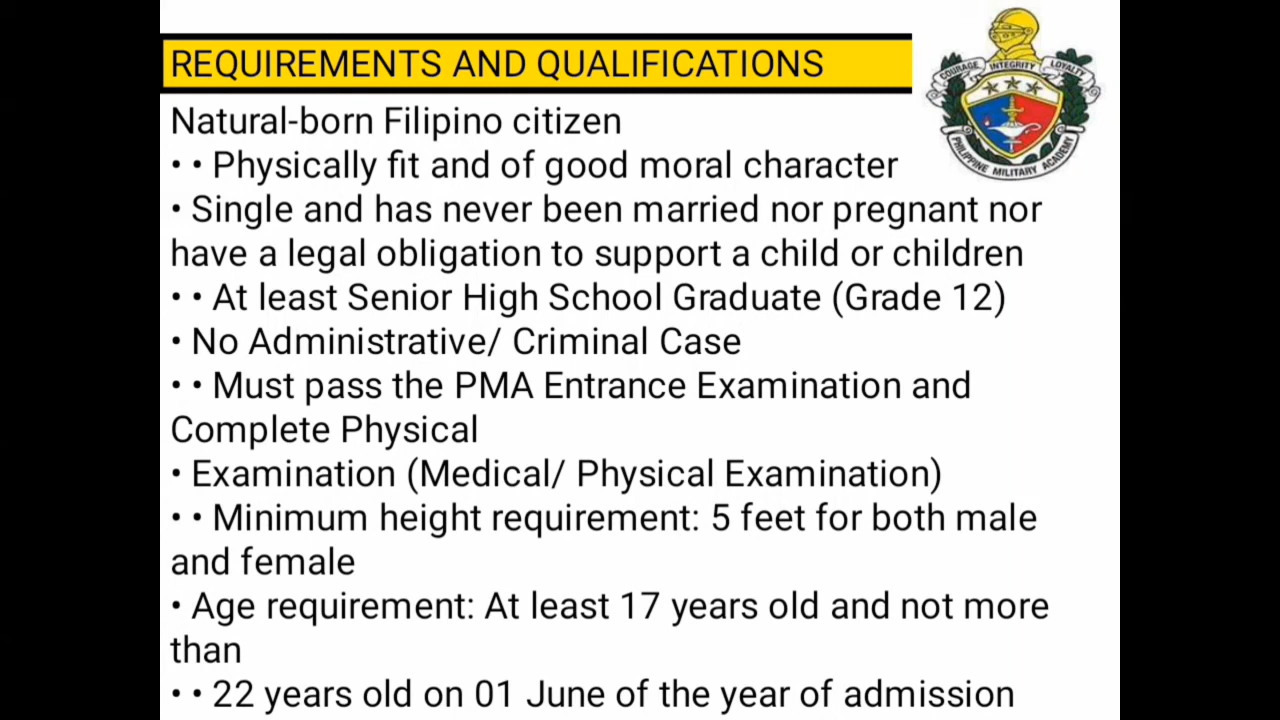 REQUIREMENTS AND QUALIFICATIONS
COURAGE INTEGRITY LOYALTY
PHILIPPINE MILITARY ACADEMY
Natural-born Filipino citizen
• • Physically fit and of good moral character
• Single and has never been married nor pregnant nor
have a legal obligation to support a child or children
• • At least Senior High School Graduate (Grade 12)
• No Administrative/ Criminal Case
• • Must pass the PMA Entrance Examination and
Complete Physical
• Examination (Medical/ Physical Examination)
• • Minimum height requirement: 5 feet for both male
and female
• Age requirement: At least 17 years old and not more
than
• • 22 years old on 01 June of the year of admission